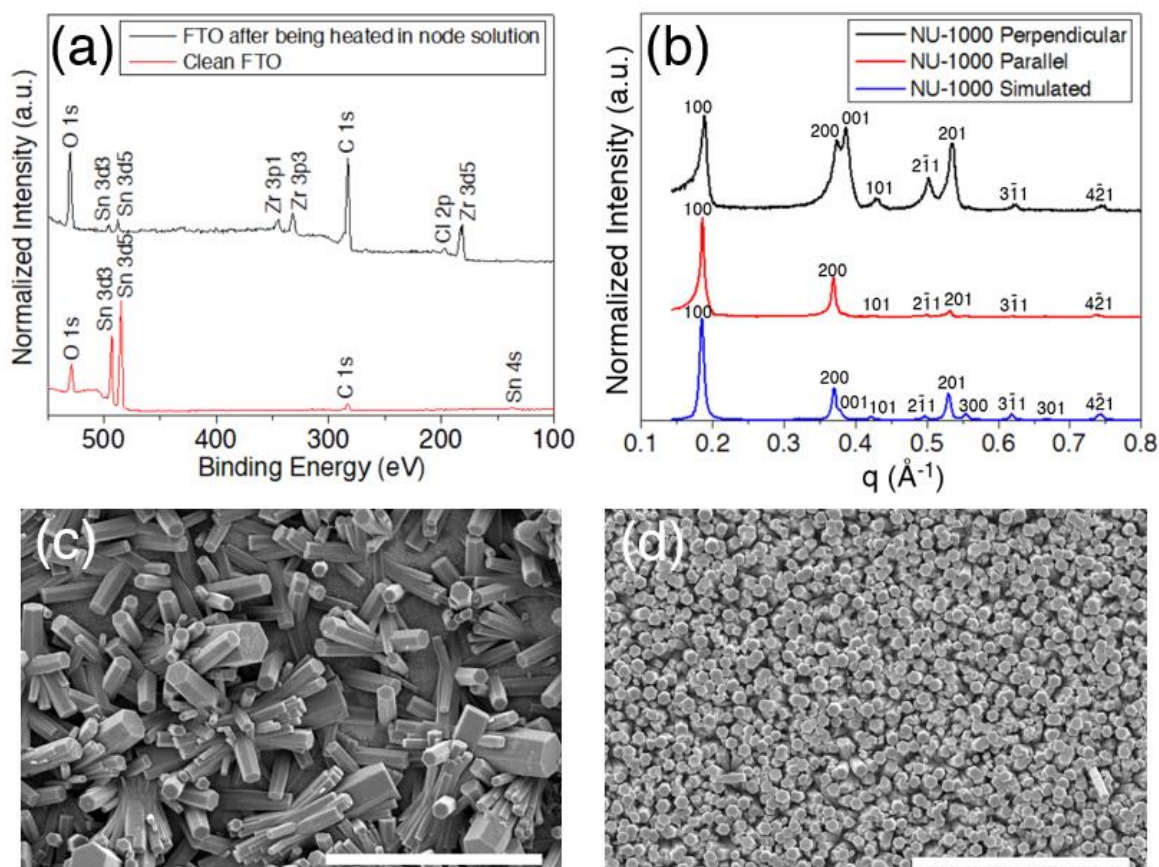 (a)
FTO after being heated in node solution
Clean FTO
O 1s
Sn 3d3
Sn 3d5
Zr 3p1
Zr 3p3
C 1s
Cl 2p
Zr 3d5
O 1s
Sn 3d3
Sn 3d5
C 1s
Sn 4s
Normalized Intensity (a.u.)
500 400 300 200 100
Binding Energy (eV)
(b)
NU-1000 Perpendicular
NU-1000 Parallel
NU-1000 Simulated
100
200
001
101
21̄1
201
31̄1
42̄1
100
200
101
21̄1
201
31̄1
42̄1
100
200
001
101
21̄1
201
300
31̄1
301
42̄1
Normalized Intensity (a.u.)
0.1 0.2 0.3 0.4 0.5 0.6 0.7 0.8
q (Å⁻¹)
(c)
(d)